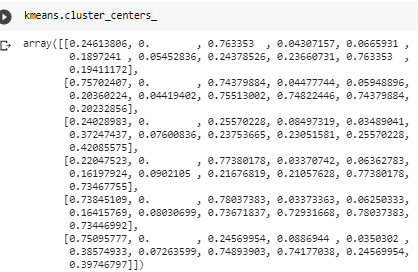 kmeans.cluster_centers_
array([[0.24613806, 0.        , 0.763353  , 0.04307157, 0.0665931 ,
0.1897241 , 0.05452836, 0.24378526, 0.23660731, 0.763353  ,
0.19411172],
[0.75702407, 0.        , 0.74379884, 0.04477744, 0.05948896,
0.20360224, 0.04419402, 0.75513002, 0.74822446, 0.74379884,
0.20232856],
[0.24028983, 0.        , 0.25570228, 0.08497319, 0.03489041,
0.37247437, 0.07600836, 0.23753665, 0.23051581, 0.25570228,
0.42085575],
[0.22047523, 0.        , 0.77380178, 0.03370742, 0.06362783,
0.16197924, 0.0902105 , 0.21676819, 0.21057628, 0.77380178,
0.73467755],
[0.73845109, 0.        , 0.78037383, 0.03373363, 0.06250333,
0.16415769, 0.08030699, 0.73671837, 0.72931668, 0.78037383,
0.73446992],
[0.75095777, 0.        , 0.24569954, 0.0886944 , 0.0350302 ,
0.38574933, 0.07263599, 0.74893903, 0.74177038, 0.24569954,
0.39746797]])